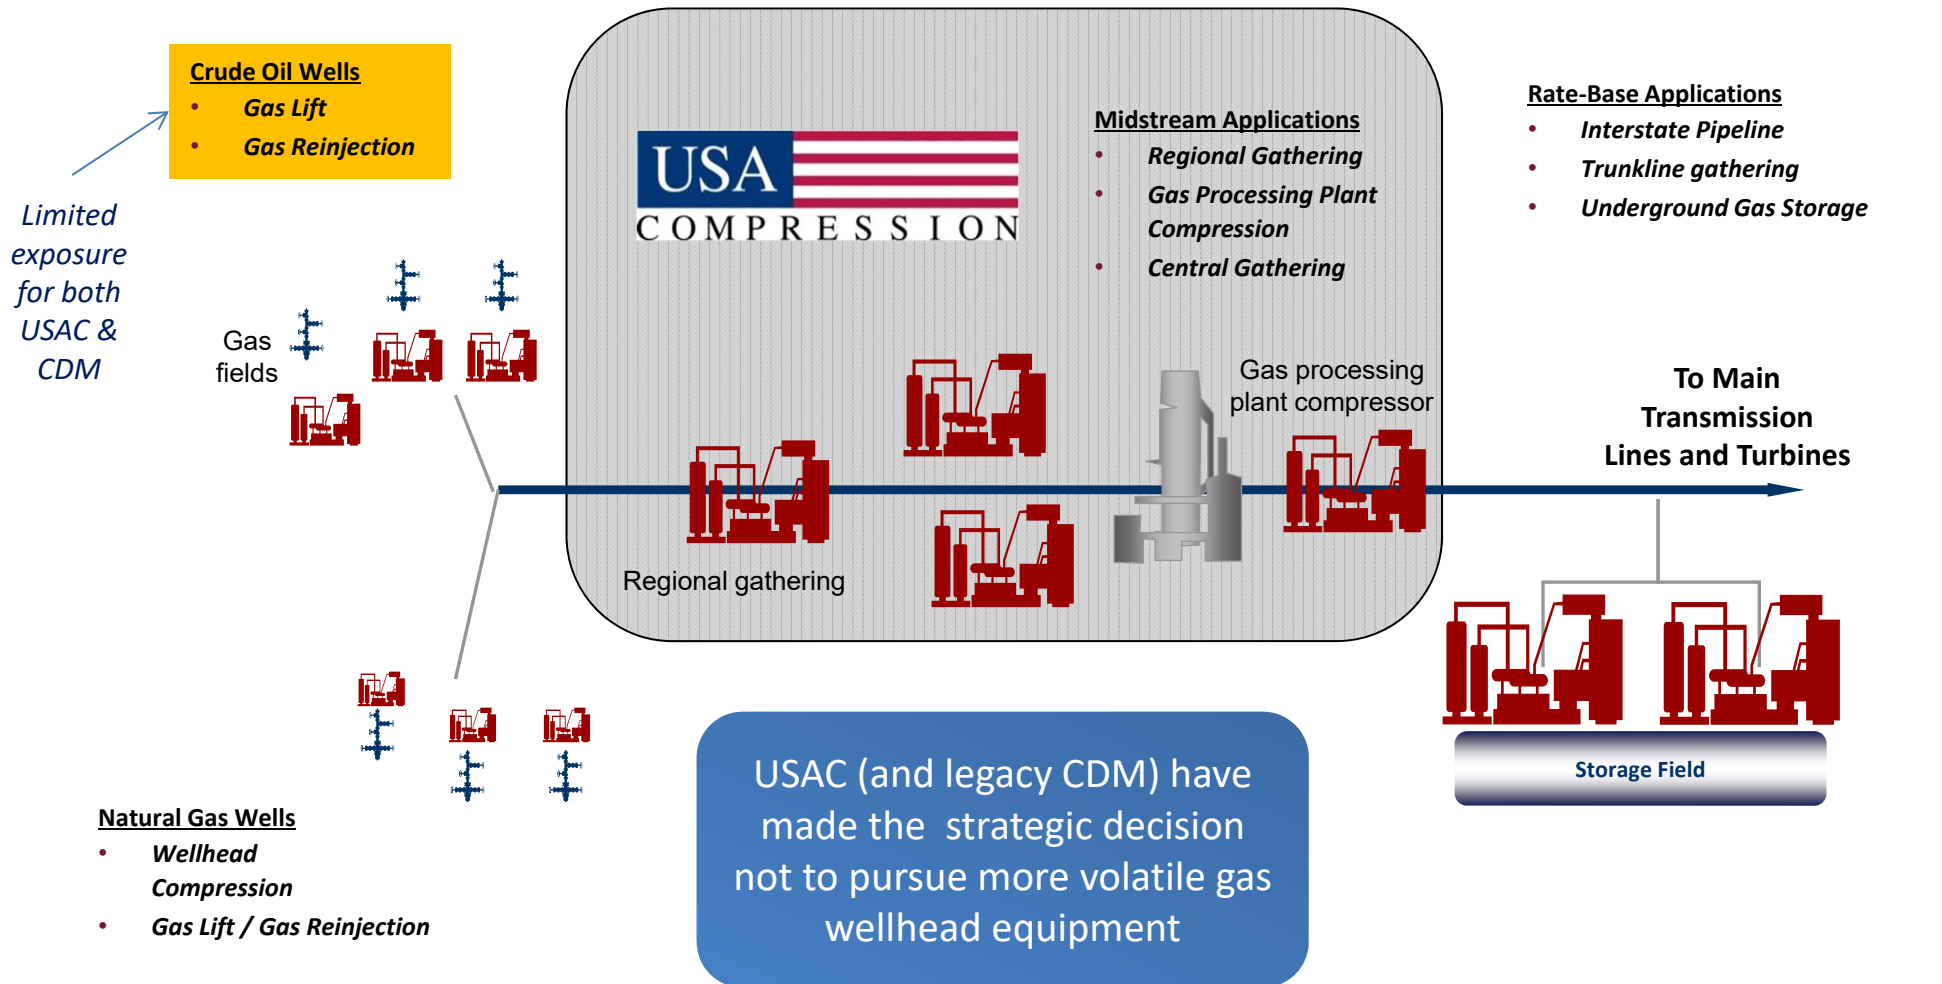 Crude Oil Wells
• Gas Lift
• Gas Reinjection
Limited
exposure
for both
USAC &
CDM
Gas
fields
USA
COMPRESSION
Midstream Applications
• Regional Gathering
• Gas Processing Plant
Compression
• Central Gathering
Rate-Base Applications
• Interstate Pipeline
• Trunkline gathering
• Underground Gas Storage
Gas processing
plant compressor
To Main
Transmission
Lines and Turbines
Regional gathering
Storage Field
Natural Gas Wells
• Wellhead
Compression
• Gas Lift / Gas Reinjection
USAC (and legacy CDM) have
made the strategic decision
not to pursue more volatile gas
wellhead equipment